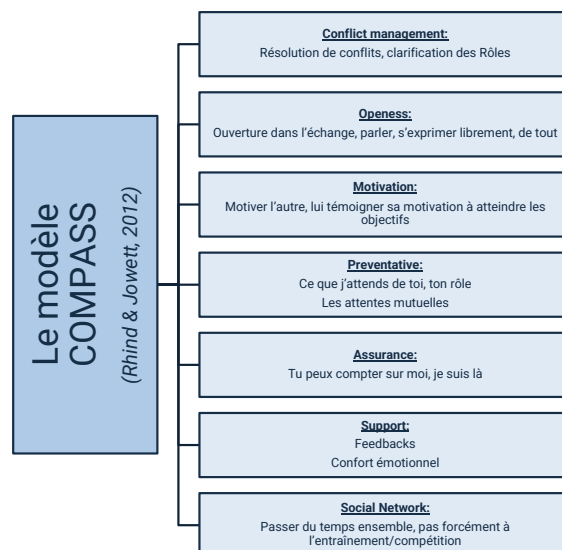 Le modèle
COMPASS
(Rhind & Jowett, 2012)
Conflict management:
Résolution de conflits, clarification des Rôles
Openess:
Ouverture dans l'échange, parler, s'exprimer librement, de tout
Motivation:
Motiver l'autre, lui témoigner sa motivation à atteindre les
objectifs
Preventative:
Ce que j'attends de toi, ton rôle
Les attentes mutuelles
Assurance:
Tu peux compter sur moi, je suis là
Support:
Feedbacks
Confort émotionnel
Social Network:
Passer du temps ensemble, pas forcément à
l'entraînement/compétition